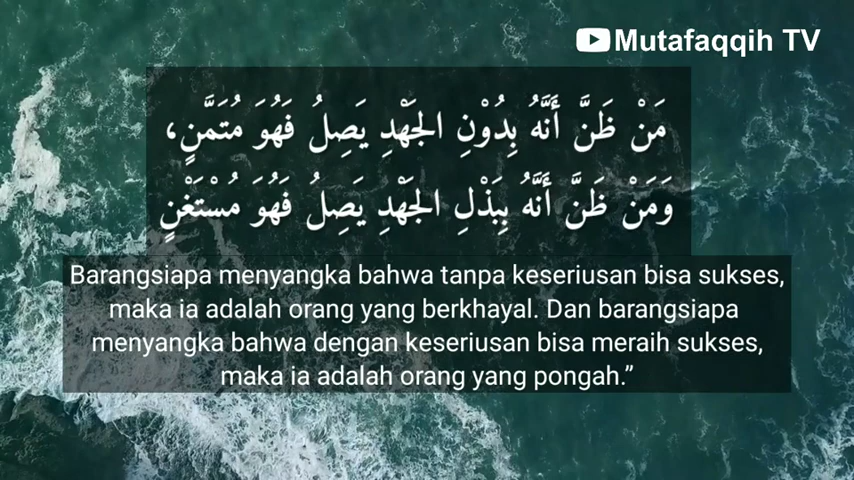 Mutafaqqih TV
مَنْ ظَنَّ أَنَّهُ بِدُوْنِ الجَهْدِ يَصِلُ فَهُوَ مُتَمَنٍّ،
وَمَنْ ظَنَّ أَنَّهُ بِبَذْلِ الجَهْدِ يَصِلُ فَهُوَ مُسْتَغْنٍ
Barangsiapa menyangka bahwa tanpa keseriusan bisa sukses,
maka ia adalah orang yang berkhayal. Dan barangsiapa
menyangka bahwa dengan keseriusan bisa meraih sukses,
maka ia adalah orang yang pongah.”